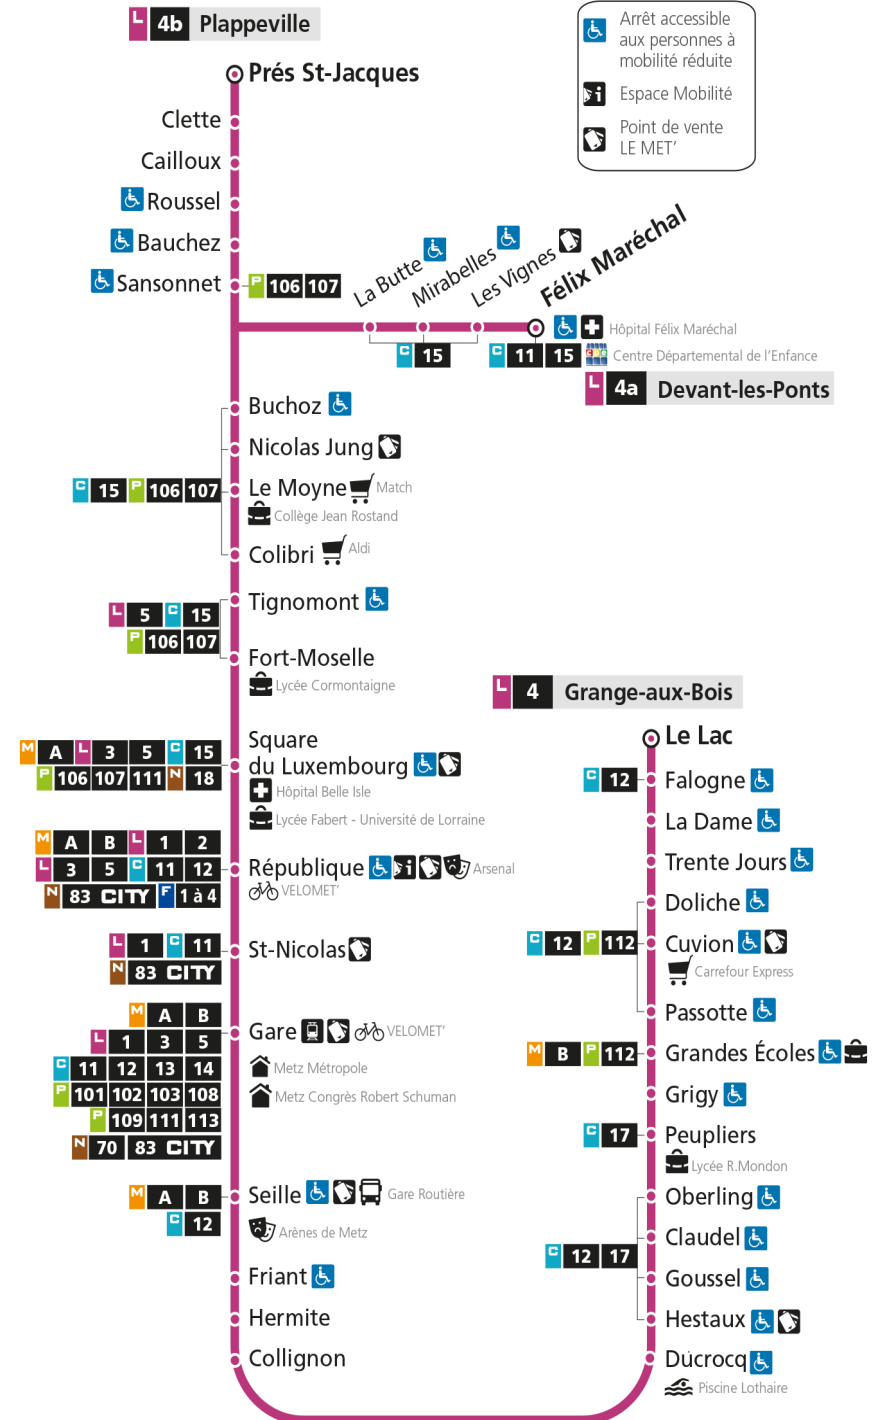 L 4b Plappeville
Arrêt accessible
aux personnes à
mobilité réduite
Espace Mobilité
Point de vente
LE MET’
Prés St-Jacques
Clette
Cailloux
Roussel
Bauchez
Sansonnet P 106 107
La Butte
Mirabelles
Les Vignes
Félix Maréchal
Hôpital Félix Maréchal
C 15
C 11 15
Centre Départemental de l’Enfance
L 4a Devant-les-Ponts
Buchoz
Nicolas Jung
C 15 P 106 107
Le Moyne Match
Collège Jean Rostand
Colibri Aldi
Tignomont
L 5 C 15
P 106 107
Fort-Moselle
Lycée Cormontaigne
Square
du Luxembourg
M A L 3 5 C 15
P 106 107 111 N 18
Hôpital Belle Isle
Lycée Fabert - Université de Lorraine
M A B L 1 2
L 3 5 C 11 12
N 83 CITY F 1 à 4
République Arsenal
VELOMET’
L 1 C 11
N 83 CITY
St-Nicolas
M A B
L 1 3 5
C 11 12 13 14
P 101 102 103 108
P 109 111 113
N 70 83 CITY
Gare VELOMET’
Metz Métropole
Metz Congrès Robert Schuman
M A B
C 12
Seille Gare Routière
Arènes de Metz
Friant
Hermite
Collignon
L 4 Grange-aux-Bois
Le Lac
C 12 Falogne
La Dame
Trente Jours
Doliche
C 12 P 112 Cuvion
Carrefour Express
Passotte
M B P 112 Grandes Écoles
Grigy
C 17 Peupliers
Lycée R.Mondon
Oberling
Claudel
C 12 17
Goussel
Hestaux
Ducrocq
Piscine Lothaire